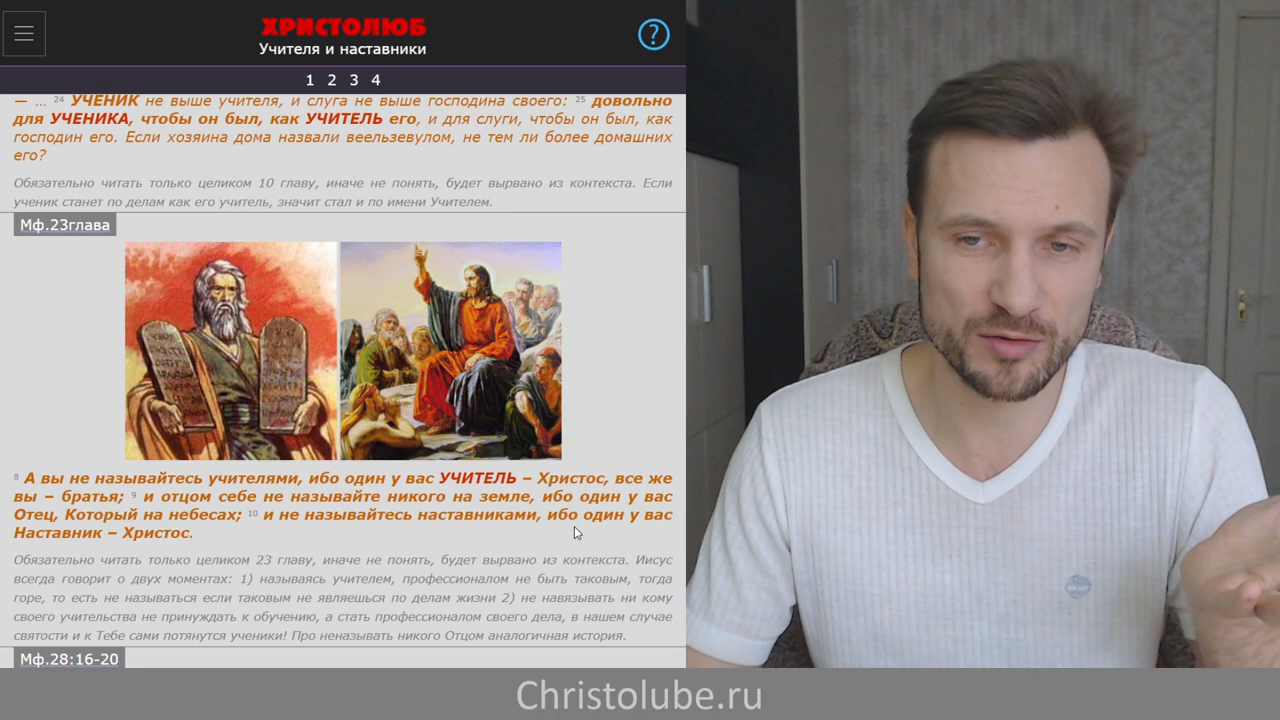 ХРИСТОЛЮБ
Учителя и наставники
1 2 3 4
— ... 24 УЧЕНИК не выше учителя, и слуга не выше господина своего: 25 довольно
для УЧЕНИКА, чтобы он был, как УЧИТЕЛЬ его, и для слуги, чтобы он был, как
господин его. Если хозяина дома назвали веельзевулом, не тем ли более домашних
его?
Обязательно читать только целиком 10 главу, иначе не понять, будет вырвано из контекста. Если
ученик станет по делам как его учитель, значит стал и по имени Учителем.
Мф.23глава
8 А вы не называйтесь учителями, ибо один у вас УЧИТЕЛЬ – Христос, все же
вы – братья; 9 и отцом себе не называйте никого на земле, ибо один у вас
Отец, Который на небесах; 10 и не называйтесь наставниками, ибо один у вас
Наставник – Христос.
Обязательно читать только целиком 23 главу, иначе не понять, будет вырвано из контекста. Иисус
всегда говорит о двух моментах: 1) называясь учителем, профессионалом не быть таковым, тогда
горе, то есть не называться если таковым не являешься по делам жизни 2) не навязывать ни кому
своего учительства не принуждать к обучению, а стать профессионалом своего дела, в нашем случае
святости и к Тебе сами потянутся ученики! Про неназывать никого Отцом аналогичная история.
Мф.28:16-20
Christolube.ru